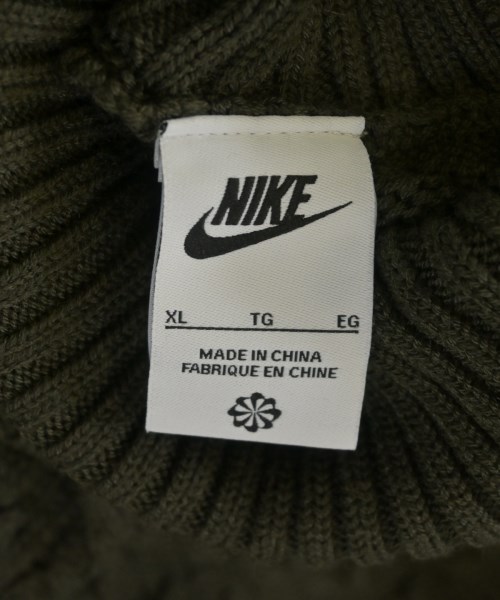 NIKE
XL TG EG
MADE IN CHINA
FABRIQUE EN CHINE